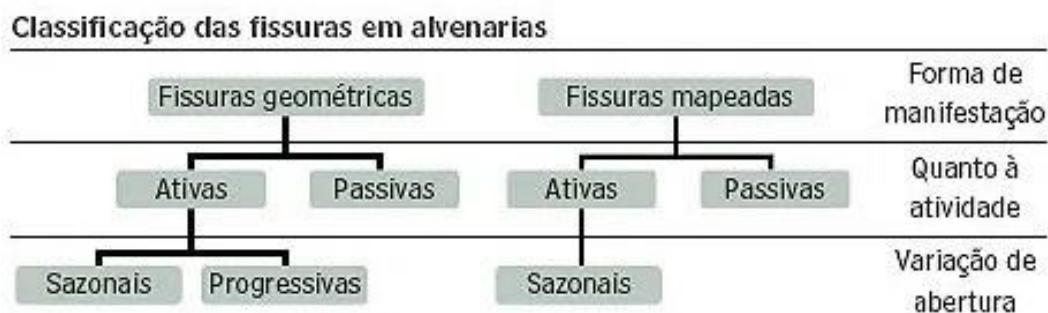 Classificação das fissuras em alvenarias
Fissuras geométricas
Fissuras mapeadas
Forma de
manifestação
Ativas
Passivas
Ativas
Passivas
Quanto à
atividade
Sazonais
Progressivas
Sazonais
Variação de
abertura